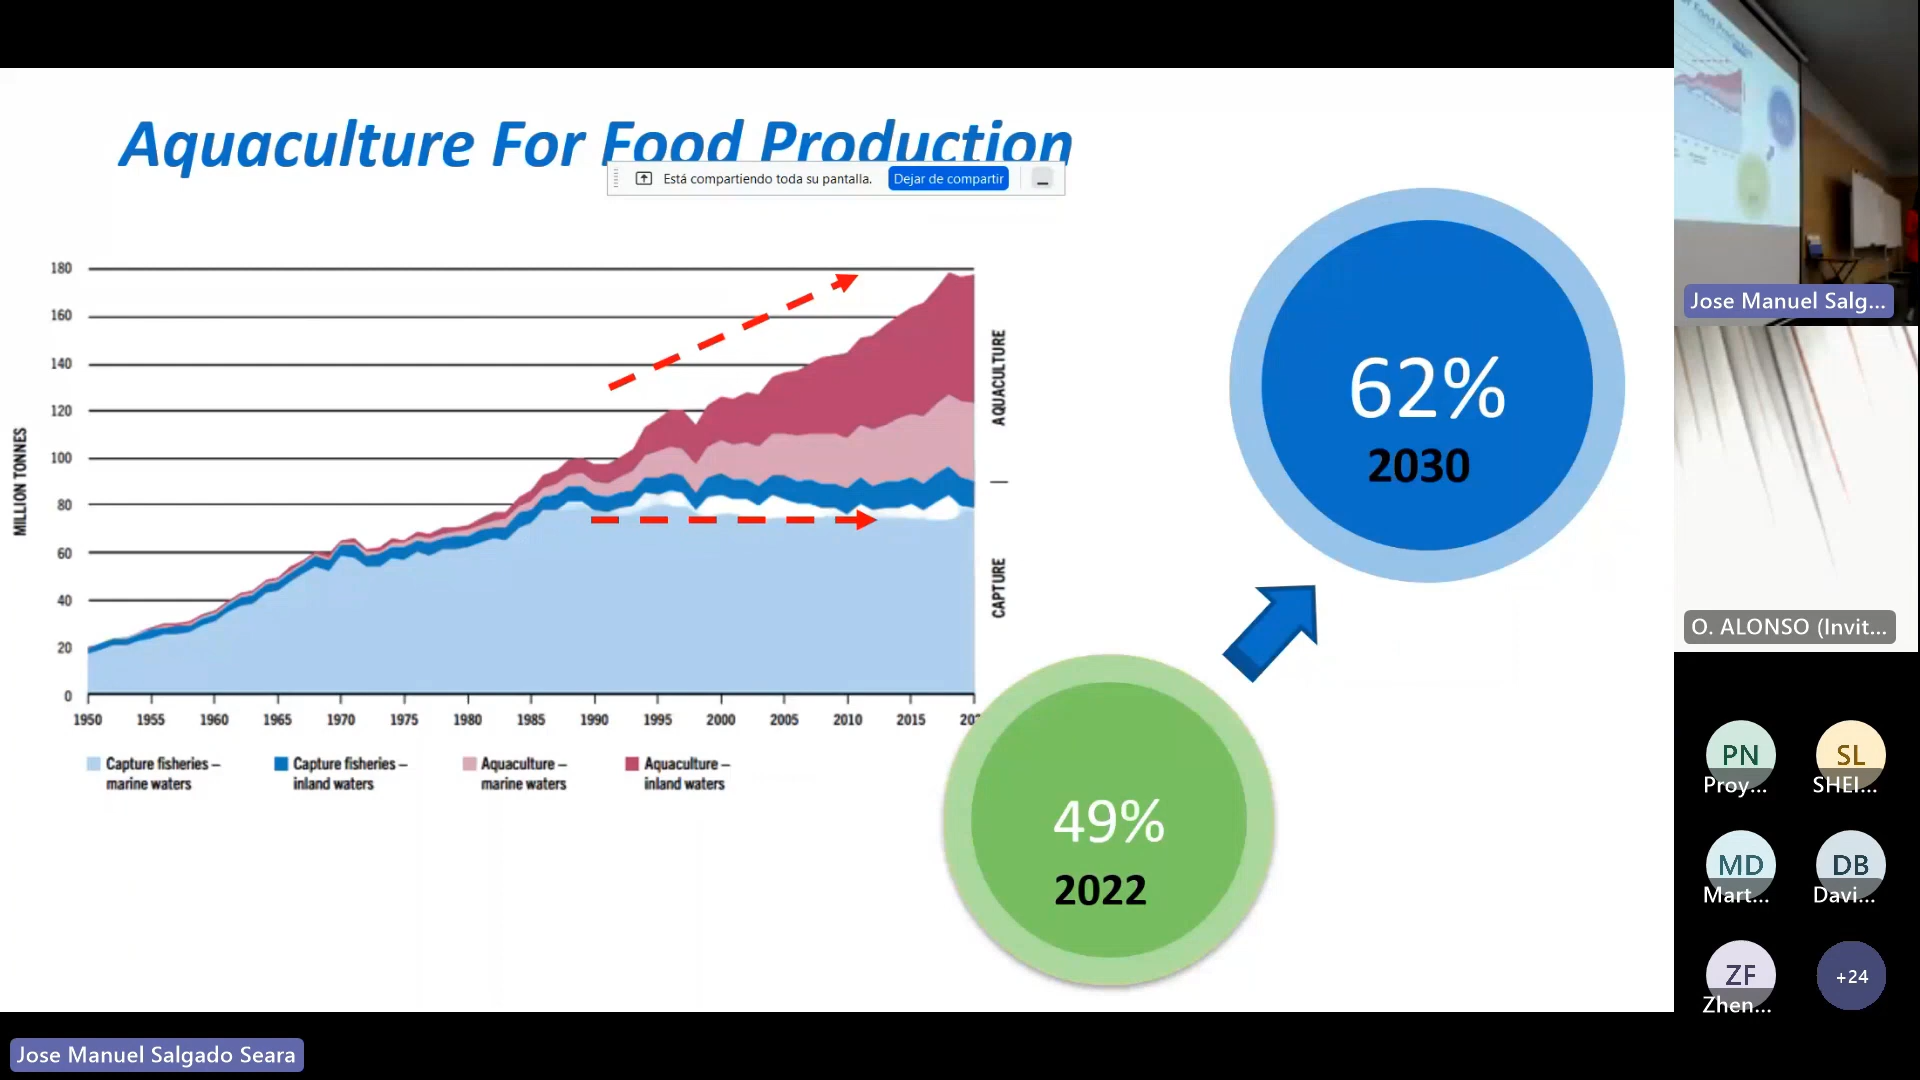 Aquaculture For Food Production
Está compartiendo toda su pantalla. Dejar de compartir
180
160
140
120
100
80
60
40
20
0
MILLION TONNES
AQUACULTURE
CAPTURE
1950 1955 1960 1965 1970 1975 1980 1985 1990 1995 2000 2005 2010 2015
Capture fisheries –
marine waters
Capture fisheries –
inland waters
Aquaculture –
marine waters
Aquaculture –
inland waters
62%
2030
49%
2022
Jose Manuel Salg...
O. ALONSO (Invit...
PN
Proy...
SL
SHEI...
MD
Mart...
DB
Davi...
ZF
Zhen...
+24
Jose Manuel Salgado Seara